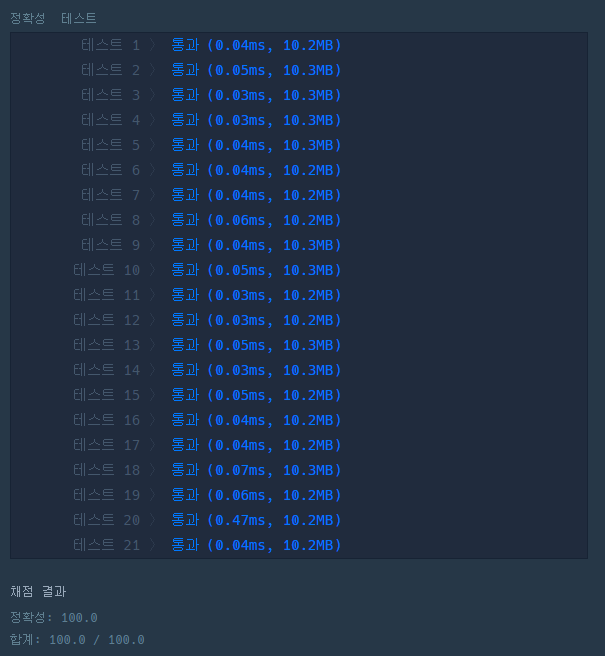 정확성 테스트
테스트 1 〉 통과 (0.04ms, 10.2MB)
테스트 2 〉 통과 (0.05ms, 10.3MB)
테스트 3 〉 통과 (0.03ms, 10.3MB)
테스트 4 〉 통과 (0.03ms, 10.3MB)
테스트 5 〉 통과 (0.04ms, 10.3MB)
테스트 6 〉 통과 (0.04ms, 10.2MB)
테스트 7 〉 통과 (0.04ms, 10.2MB)
테스트 8 〉 통과 (0.06ms, 10.2MB)
테스트 9 〉 통과 (0.04ms, 10.3MB)
테스트 10 〉 통과 (0.05ms, 10.3MB)
테스트 11 〉 통과 (0.03ms, 10.2MB)
테스트 12 〉 통과 (0.03ms, 10.2MB)
테스트 13 〉 통과 (0.05ms, 10.3MB)
테스트 14 〉 통과 (0.03ms, 10.3MB)
테스트 15 〉 통과 (0.05ms, 10.2MB)
테스트 16 〉 통과 (0.04ms, 10.2MB)
테스트 17 〉 통과 (0.04ms, 10.2MB)
테스트 18 〉 통과 (0.07ms, 10.3MB)
테스트 19 〉 통과 (0.06ms, 10.2MB)
테스트 20 〉 통과 (0.47ms, 10.2MB)
테스트 21 〉 통과 (0.04ms, 10.2MB)
채점 결과
정확성: 100.0
합계: 100.0 / 100.0